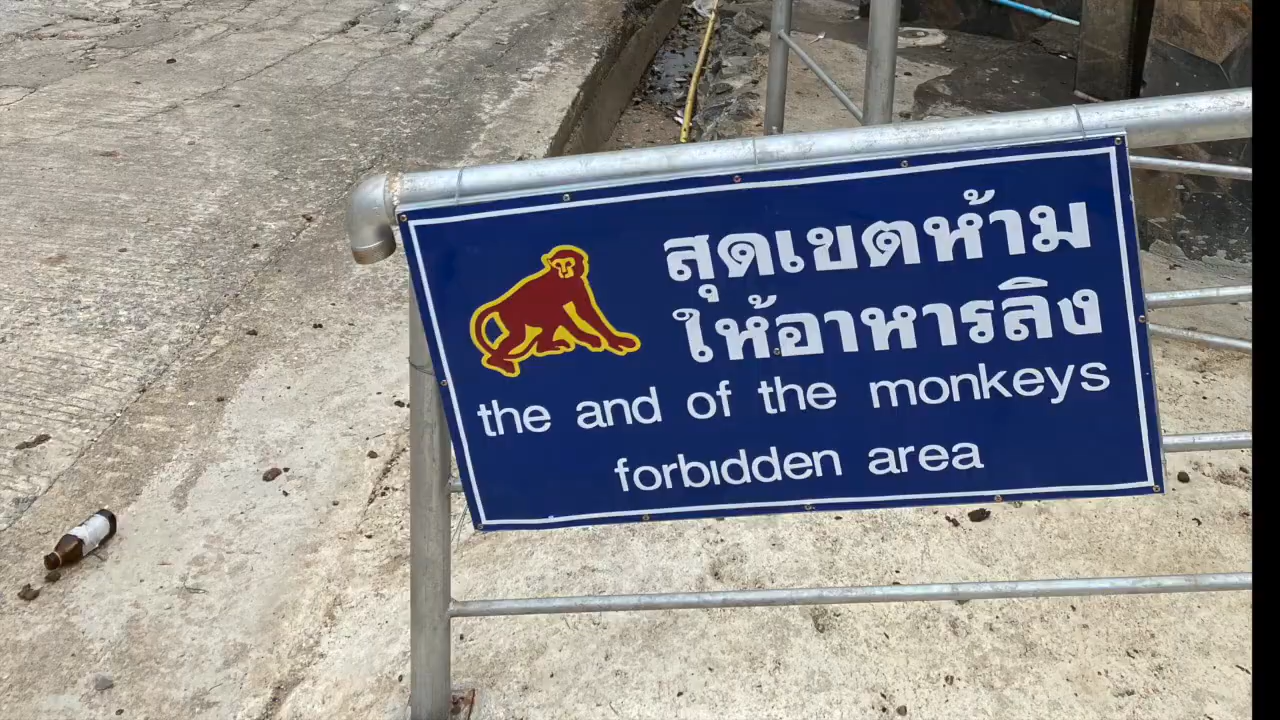 สุดเขตห้าม
ให้อาหารลิง
the and of the monkeys
forbıdden area